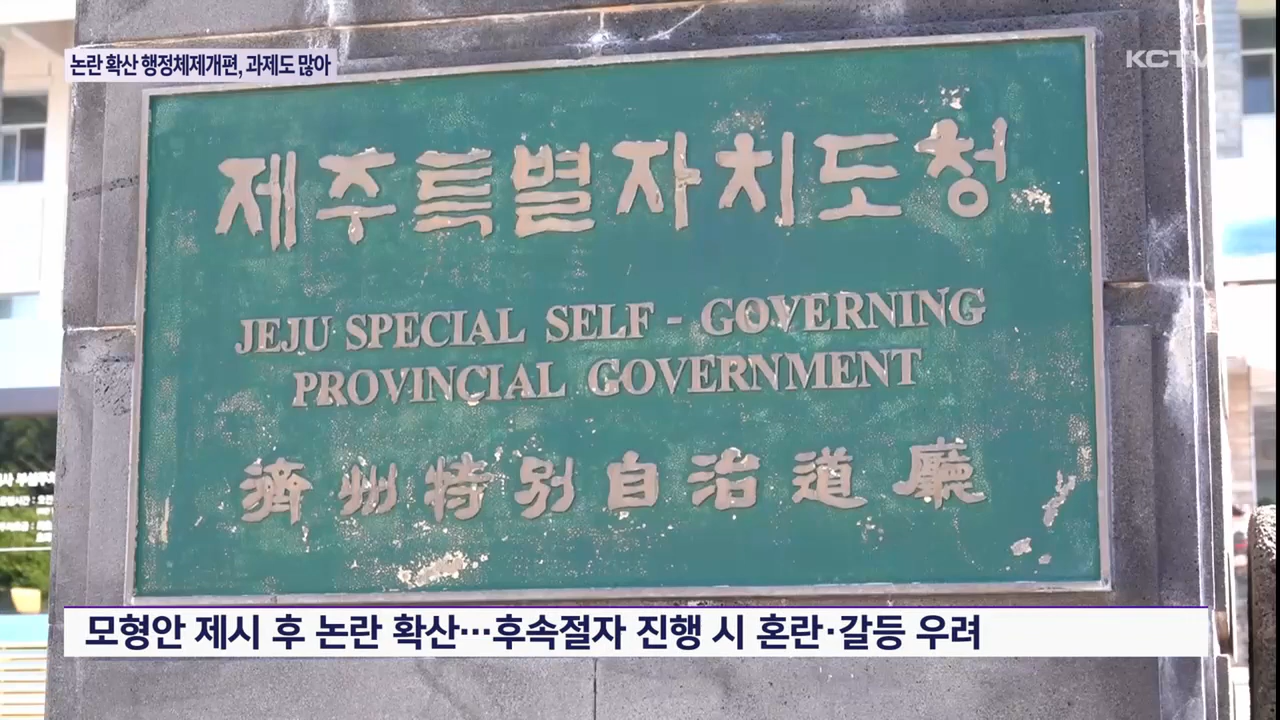 논란 확산 행정체제개편, 과제도 많아
KCTV
제주특별자치도청
JEJU SPECIAL SELF - GOVERNING
PROVINCIAL GOVERNMENT
濟州特別自治道廳
모형안 제시 후 논란 확산…후속절자 진행 시 혼란·갈등 우려